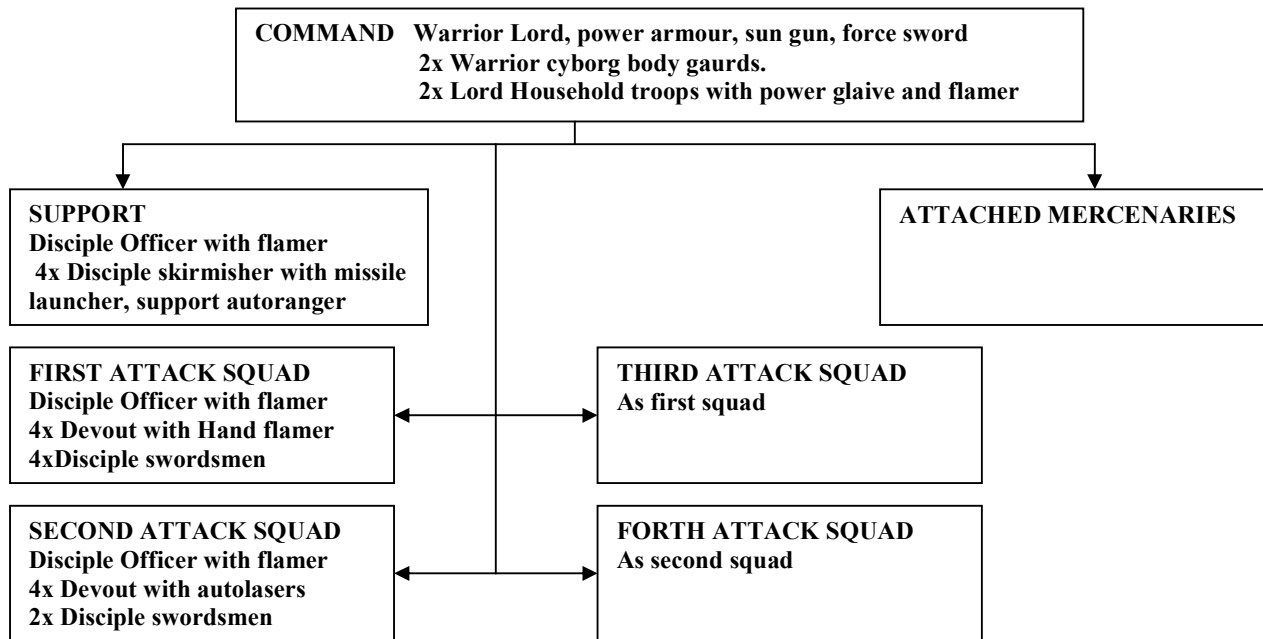 COMMAND Warrior Lord, power armour, sun gun, force sword
2x Warrior cyborg body gaurds.
2x Lord Household troops with power glaive and flamer
SUPPORT
Disciple Officer with flamer
4x Disciple skirmisher with missile
launcher, support autoranger
ATTACHED MERCENARIES
FIRST ATTACK SQUAD
Disciple Officer with flamer
4x Devout with Hand flamer
4xDisciple swordsmen
THIRD ATTACK SQUAD
As first squad
SECOND ATTACK SQUAD
Disciple Officer with flamer
4x Devout with autolasers
2x Disciple swordsmen
FORTH ATTACK SQUAD
As second squad